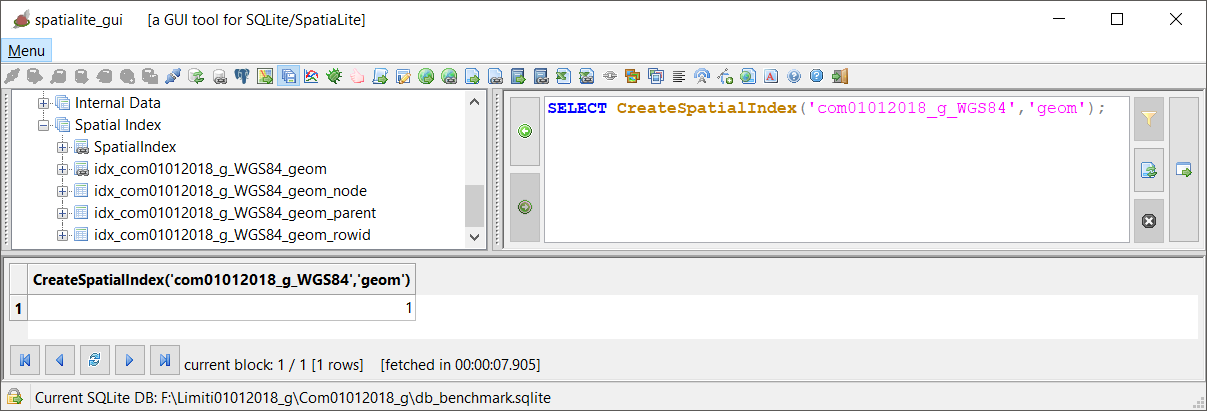 spatialite_gui [a GUI tool for SQLite/SpatiaLite]
Menu
Internal Data
Spatial Index
SpatialIndex
idx_com01012018_g_WGS84_geom
idx_com01012018_g_WGS84_geom_node
idx_com01012018_g_WGS84_geom_parent
idx_com01012018_g_WGS84_geom_rowid
SELECT CreateSpatialIndex('com01012018_g_WGS84','geom');
CreateSpatialIndex('com01012018_g_WGS84','geom')
1 1
current block: 1 / 1 [1 rows] [fetched in 00:00:07.905]
Current SQLite DB: F:\Limiti01012018_g\Com01012018_g\db_benchmark.sqlite